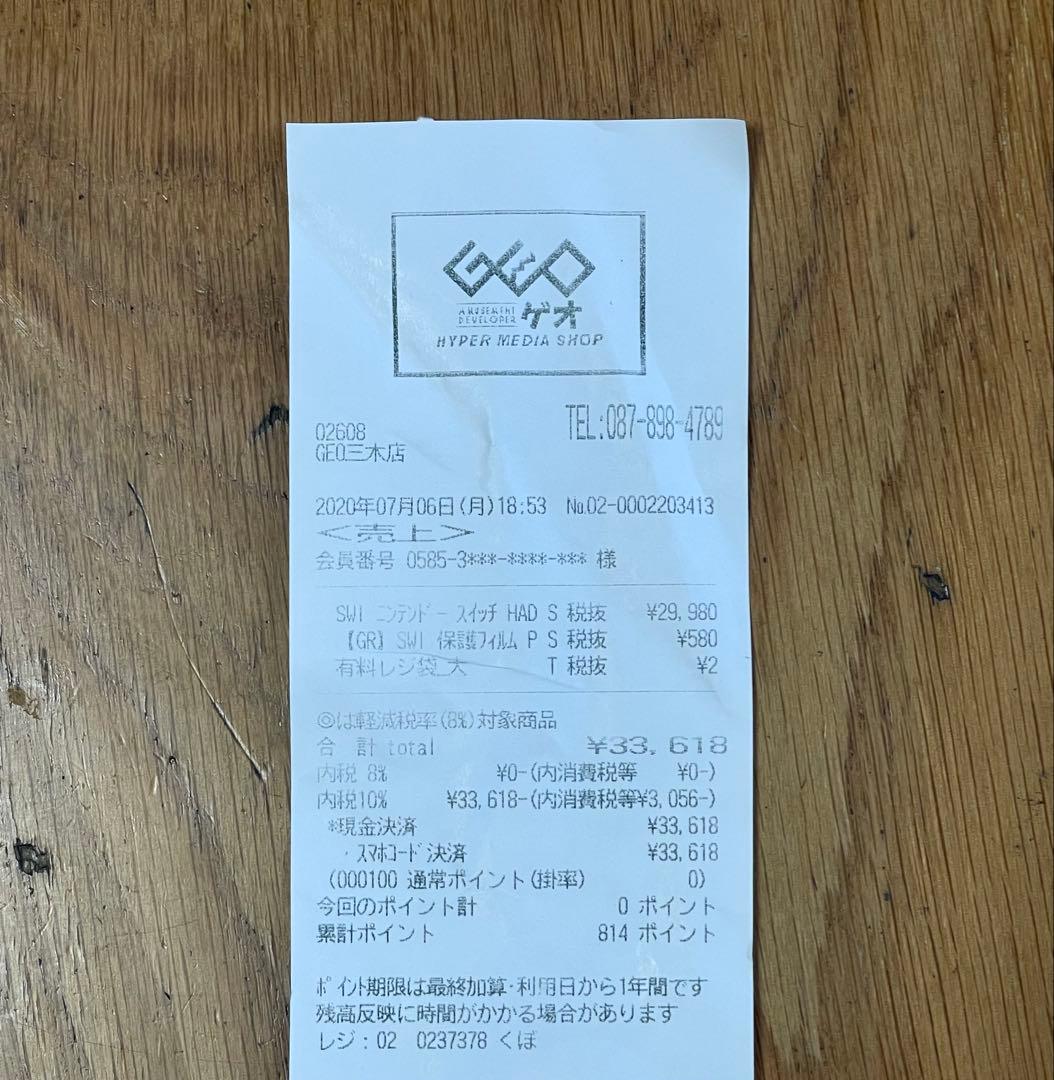 GEO
AMUSEMENT
DEVELOPER ゲオ
HYPER MEDIA SHOP
TEL:087-898-4789
02608
GEO三木店
2020年07月06日(月)18:53 No.02-0002203413
<売上>
会員番号 0585-3***-****-*** 様
SWI ニンテンドー スイッチ HAD S 税抜 ¥29,980
【GR】SWI 保護フィルム P S 税抜 ¥580
有料レジ袋_大 T 税抜 ¥2
◎は軽減税率(8%)対象商品
合 計 total ¥33,618
内税 8% ¥0-(内消費税等 ¥0-)
内税10% ¥33,618-(内消費税等¥3,056-)
*現金決済 ¥33,618
・スマホコード決済 ¥33,618
(000100 通常ポイント(掛率) 0)
今回のポイント計 0 ポイント
累計ポイント 814 ポイント
ポイント期限は最終加算・利用日から1年間です
残高反映に時間がかかる場合があります
レジ:02 0237378 くぼ